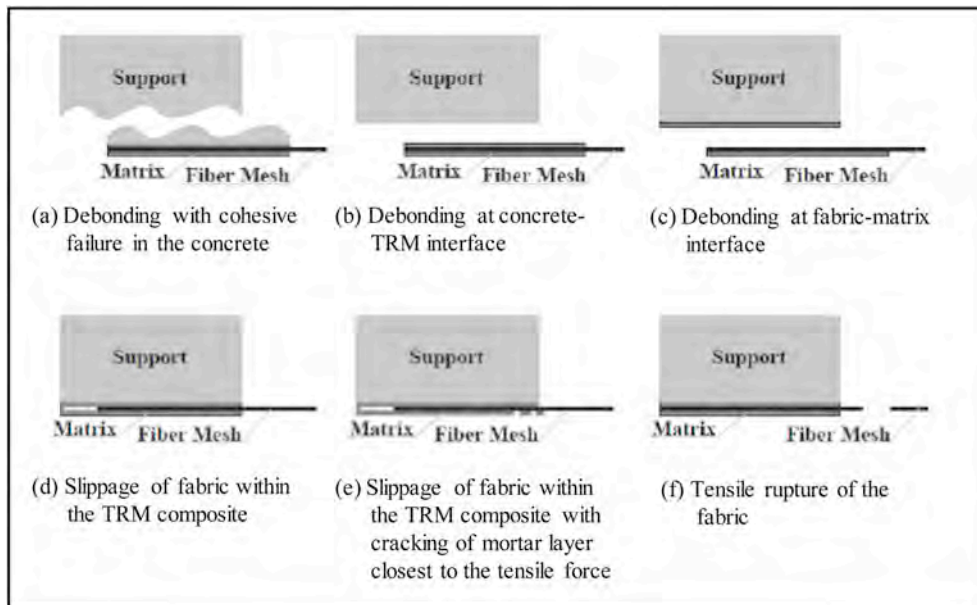 Support
Matrix Fiber Mesh
(a) Debonding with cohesive
failure in the concrete
Support
Matrix Fiber Mesh
(b) Debonding at concrete-
TRM interface
Support
Matrix Fiber Mesh
(c) Debonding at fabric-matrix
interface
Support
Matrix Fiber Mesh
(d) Slippage of fabric within
the TRM composite
Support
Matrix Fiber Mesh
(e) Slippage of fabric within
the TRM composite with
cracking of mortar layer
closest to the tensile force
Support
Matrix Fiber Mesh
(f) Tensile rupture of the
fabric